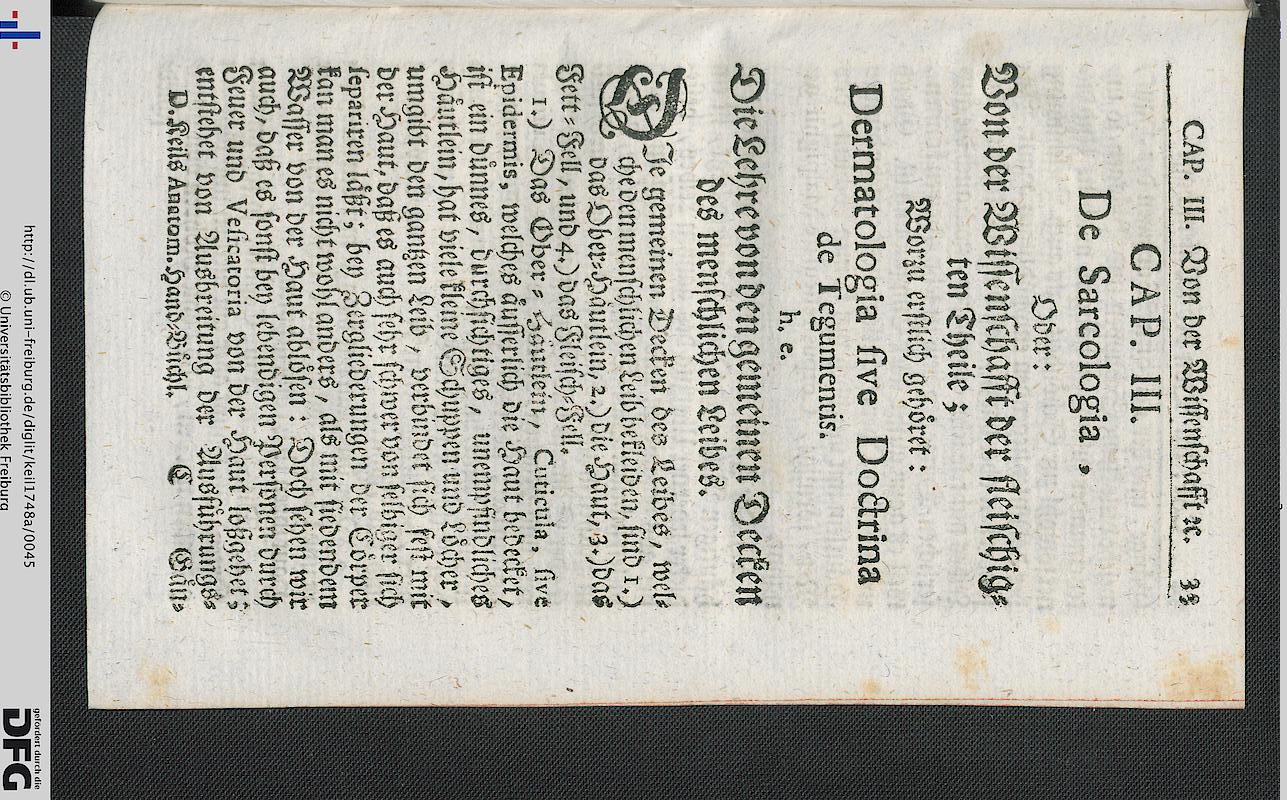 CAP. III. Von der Wiſſenſchafft ꝛc. 33
CAP. III.
De Sarcologia,
Oder:
Von der Wiſſenſchafft der fleiſchig⸗
ten Theile;
Worzu erſtlich gehöret:
Dermatologia ſive Doctrina
de Tegumentis.
h. e.
Die Lehre von den gemeinen Decken
des menſchlichen Leibes.
DJe gemeinen Decken des Leibes, wel⸗
che den menſchlichen Leib bekleiden, ſind 1.)
das Ober⸗Häutlein, 2.) die Haut, 3.) das
Fett⸗Fell, und 4.) das Fleiſch⸗Fell.
1.) Das Ober⸗Häutlein, Cuticula, ſive
Epidermis, welches äuſſerlich die Haut bedecket,
iſt ein dünnes, durchſichtiges, unempfindliches
Häutlein, hat viele kleine Schuppen und Löcher,
umgibt den gantzen Leib, verbindet ſich feſt mit
der Haut, daß es auch ſehr ſchwer von ſelbiger ſich
ſepariren läßt; bey Zergliederungen der Cörper
kan man es nicht wohl anders, als mit ſiedendem
Waſſer von der Haut ablöſen: Doch ſehen wir
auch, daß es ſonſt bey lebendigen Perſonen durch
Feuer und Veſicatoria von der Haut loßgehet;
entſtehet von Ausbreitung der Ausführungs⸗
D. Keils Anatom. Hand⸗Büchl. C Gän⸗
http://dl.ub.uni-freiburg.de/diglit/keil1748a/0045
© Universitätsbibliothek Freiburg
gefördert durch die
DFG